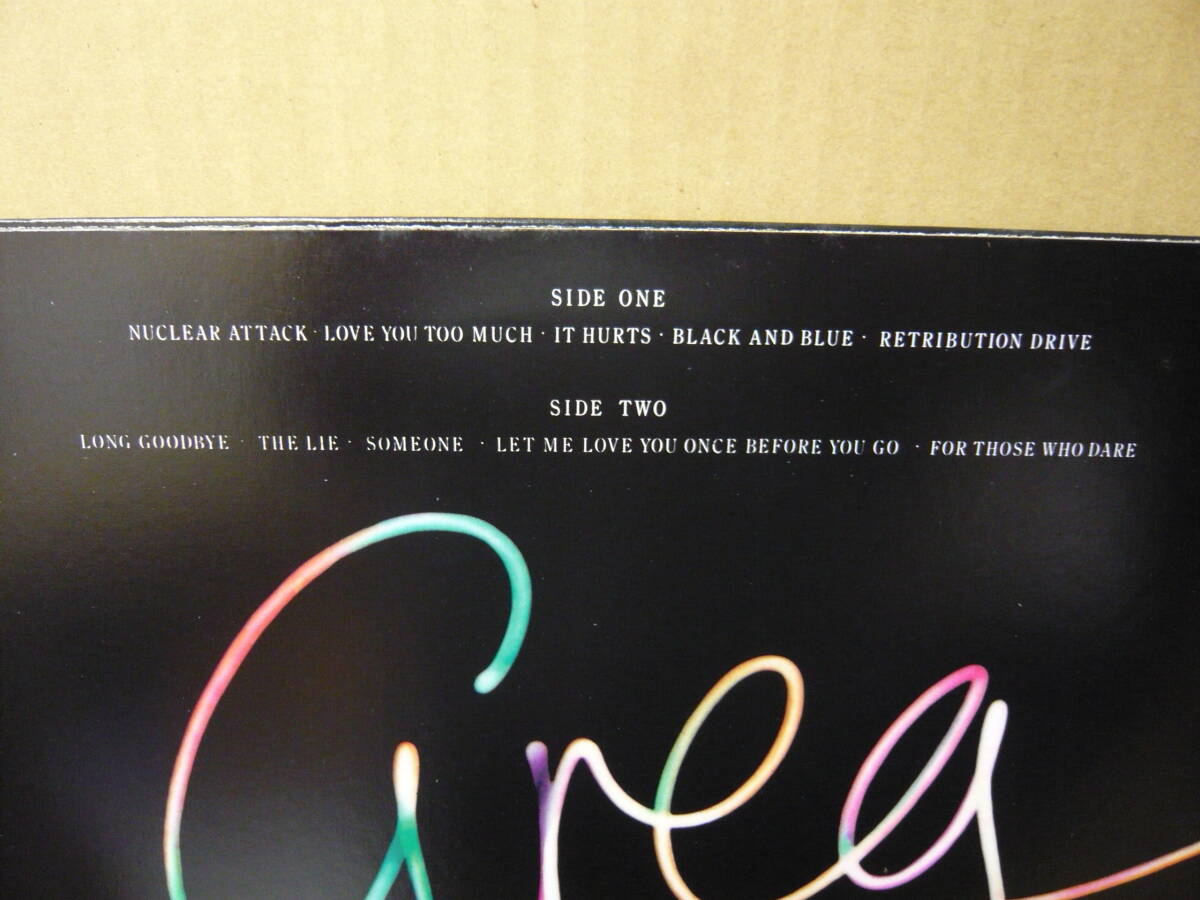 SIDE ONE
NUCLEAR ATTACK · LOVE YOU TOO MUCH · IT HURTS · BLACK AND BLUE · RETRIBUTION DRIVE
SIDE TWO
LONG GOODBYE · THE LIE · SOMEONE · LET ME LOVE YOU ONCE BEFORE YOU GO · FOR THOSE WHO DARE
Greg